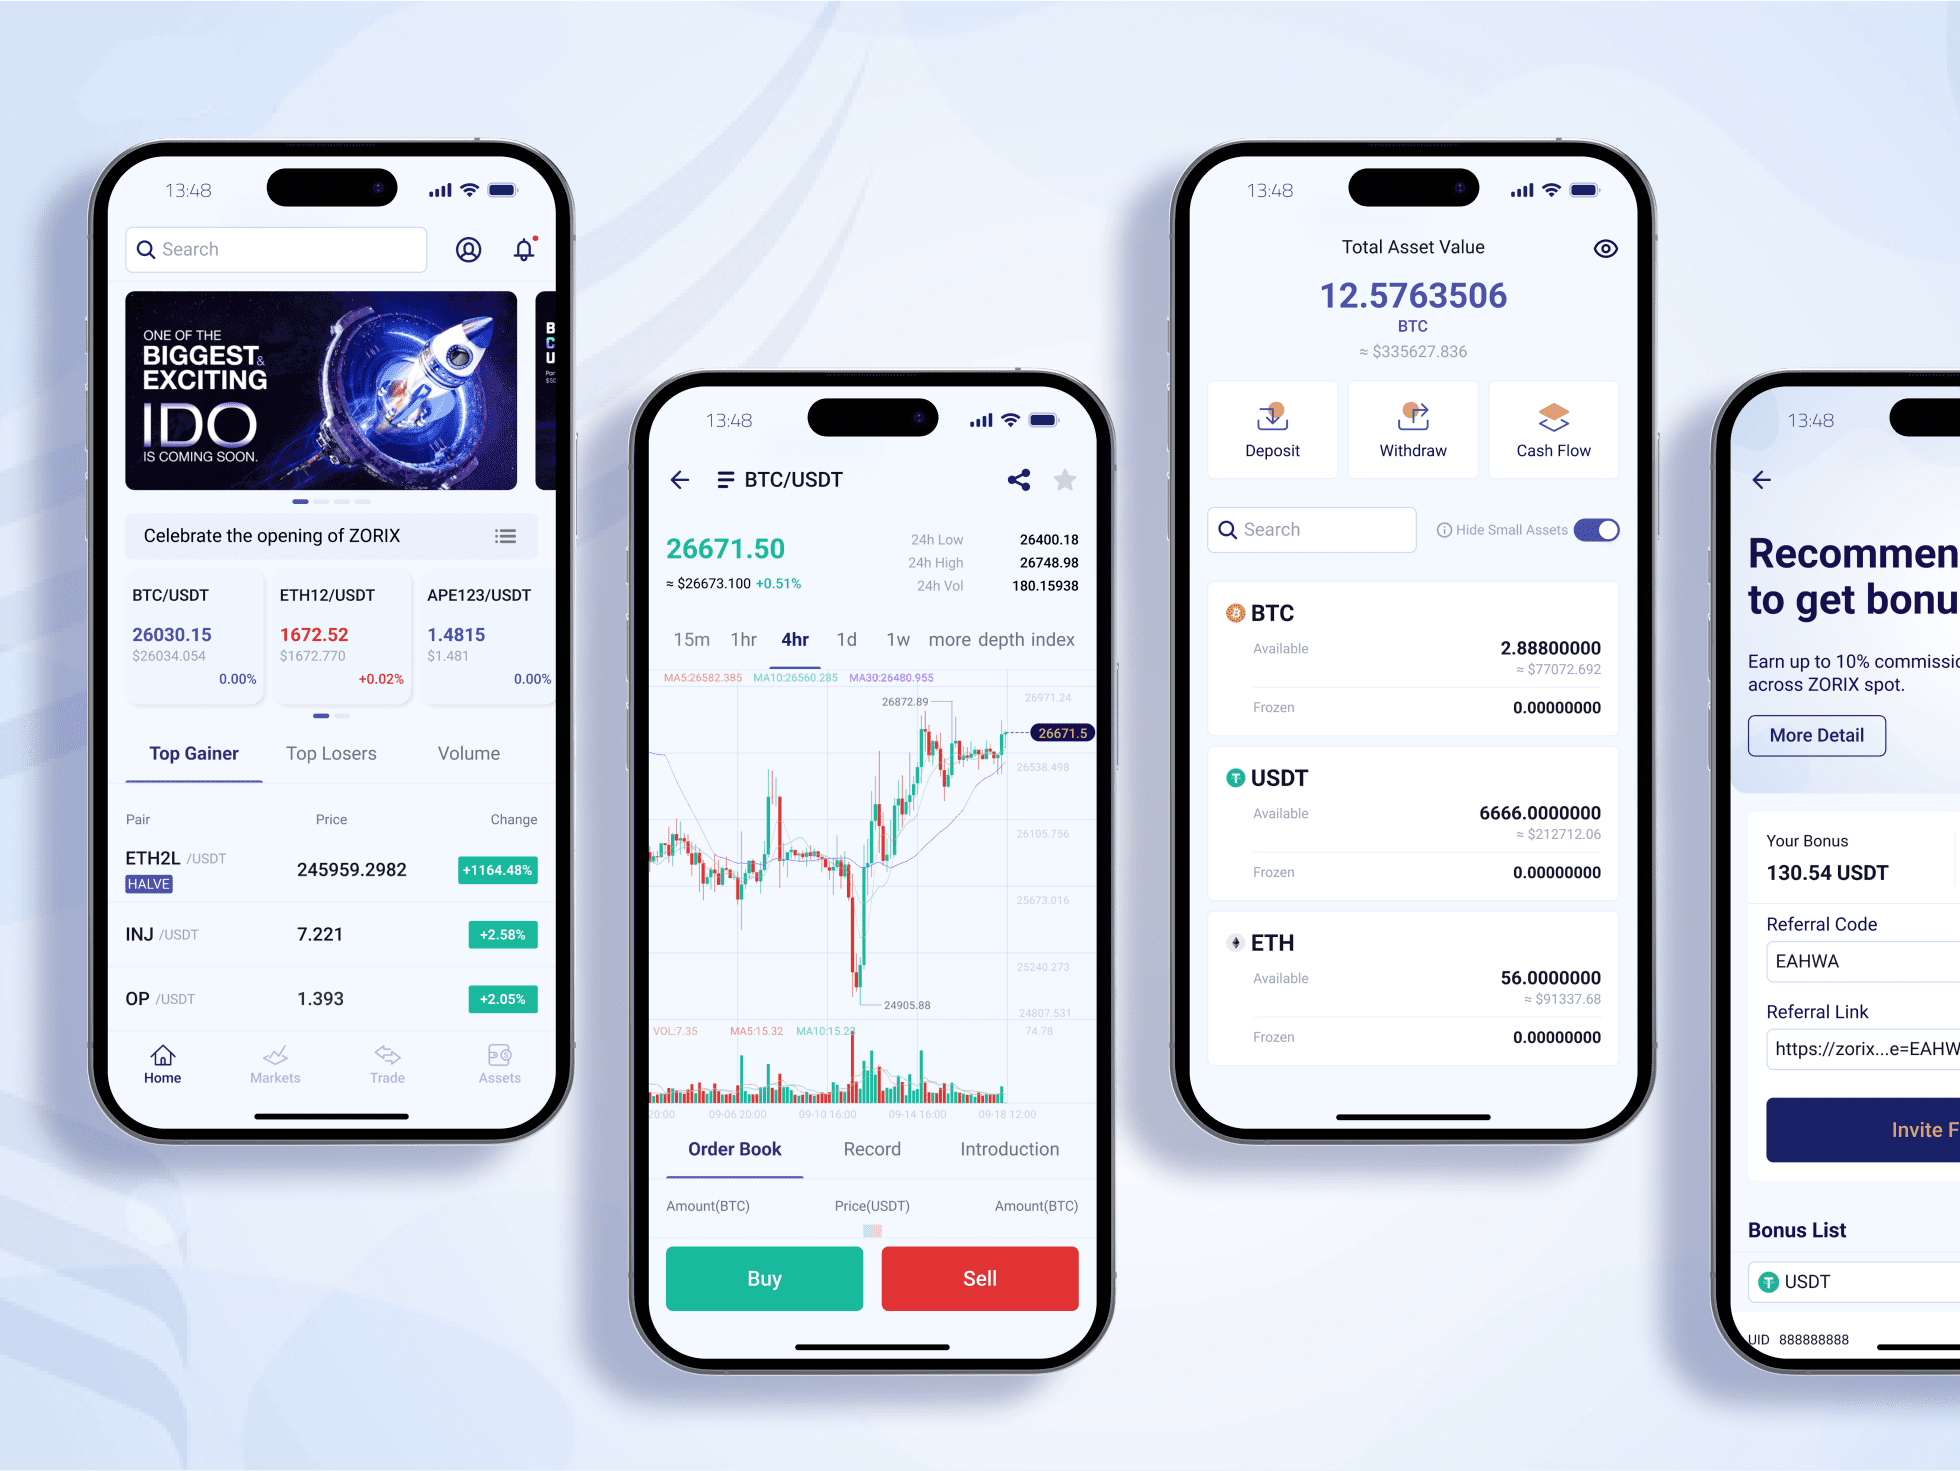 13:48
Search
ONE OF THE
BIGGEST&
EXCITING
IDO
IS COMING SOON.
B
C
U
Por
$50
Celebrate the opening of ZORIX
BTC/USDT
26030.15
$26034.054
0.00%
ETH12/USDT
1672.52
$1672.770
+0.02%
APE123/USDT
1.4815
$1.481
0.00%
Top Gainer Top Losers Volume
Pair Price Change
ETH2L /USDT 245959.2982 +1164.48%
HALVE
INJ /USDT 7.221 +2.58%
OP /USDT 1.393 +2.05%
Home Markets Trade Assets
13:48
BTC/USDT
26671.50
≈ $26673.100 +0.51%
24h Low 26400.18
24h High 26748.98
24h Vol 180.15938
15m 1hr 4hr 1d 1w more depth index
MA5:26582.385 MA10:26560.285 MA30:26480.955
26971.24
26872.89
26671.5
26538.498
26105.756
25673.016
25240.273
24905.88
24807.531
VOL:7.35 MA5:15.32 MA10:15.23
74.78
20:00 09-06 20:00 09-10 16:00 09-14 16:00 09-18 12:00
Order Book Record Introduction
Amount(BTC) Price(USDT) Amount(BTC)
Buy Sell
13:48
Total Asset Value
12.5763506
BTC
≈ $335627.836
Deposit Withdraw Cash Flow
Search
Hide Small Assets
BTC
Available 2.88800000
≈ $77072.692
Frozen 0.00000000
USDT
Available 6666.0000000
≈ $212712.06
Frozen 0.00000000
ETH
Available 56.0000000
≈ $91337.68
Frozen 0.00000000
13:48
Recommen
to get bonu
Earn up to 10% commissio
across ZORIX spot.
More Detail
Your Bonus
130.54 USDT
Referral Code
EAHWA
Referral Link
https://zorix...e=EAHW
Invite F
Bonus List
USDT
UID 888888888